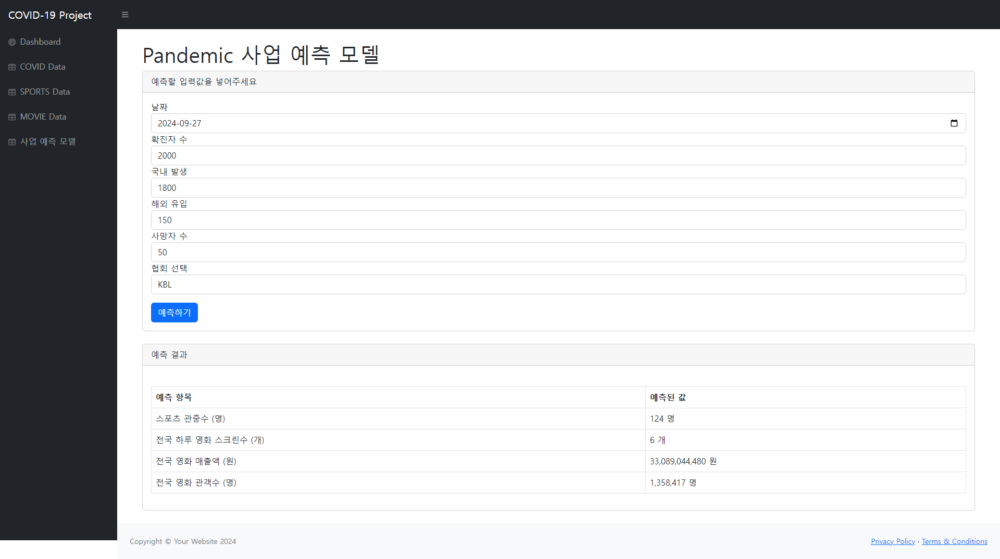 COVID-19 Project
Dashboard
COVID Data
SPORTS Data
MOVIE Data
사업 예측 모델
Pandemic 사업 예측 모델
예측할 입력값을 넣어주세요
날짜
2024-09-27
확진자 수
2000
국내 발생
1800
해외 유입
150
사망자 수
50
협회 선택
KBL
예측하기
예측 결과
예측 항목 예측된 값
스포츠 관중수 (명) 124 명
전국 하루 영화 스크린수 (개) 6 개
전국 영화 매출액 (원) 33,089,044,480 원
전국 영화 관객수 (명) 1,358,417 명
Copyright © Your Website 2024 Privacy Policy · Terms & Conditions